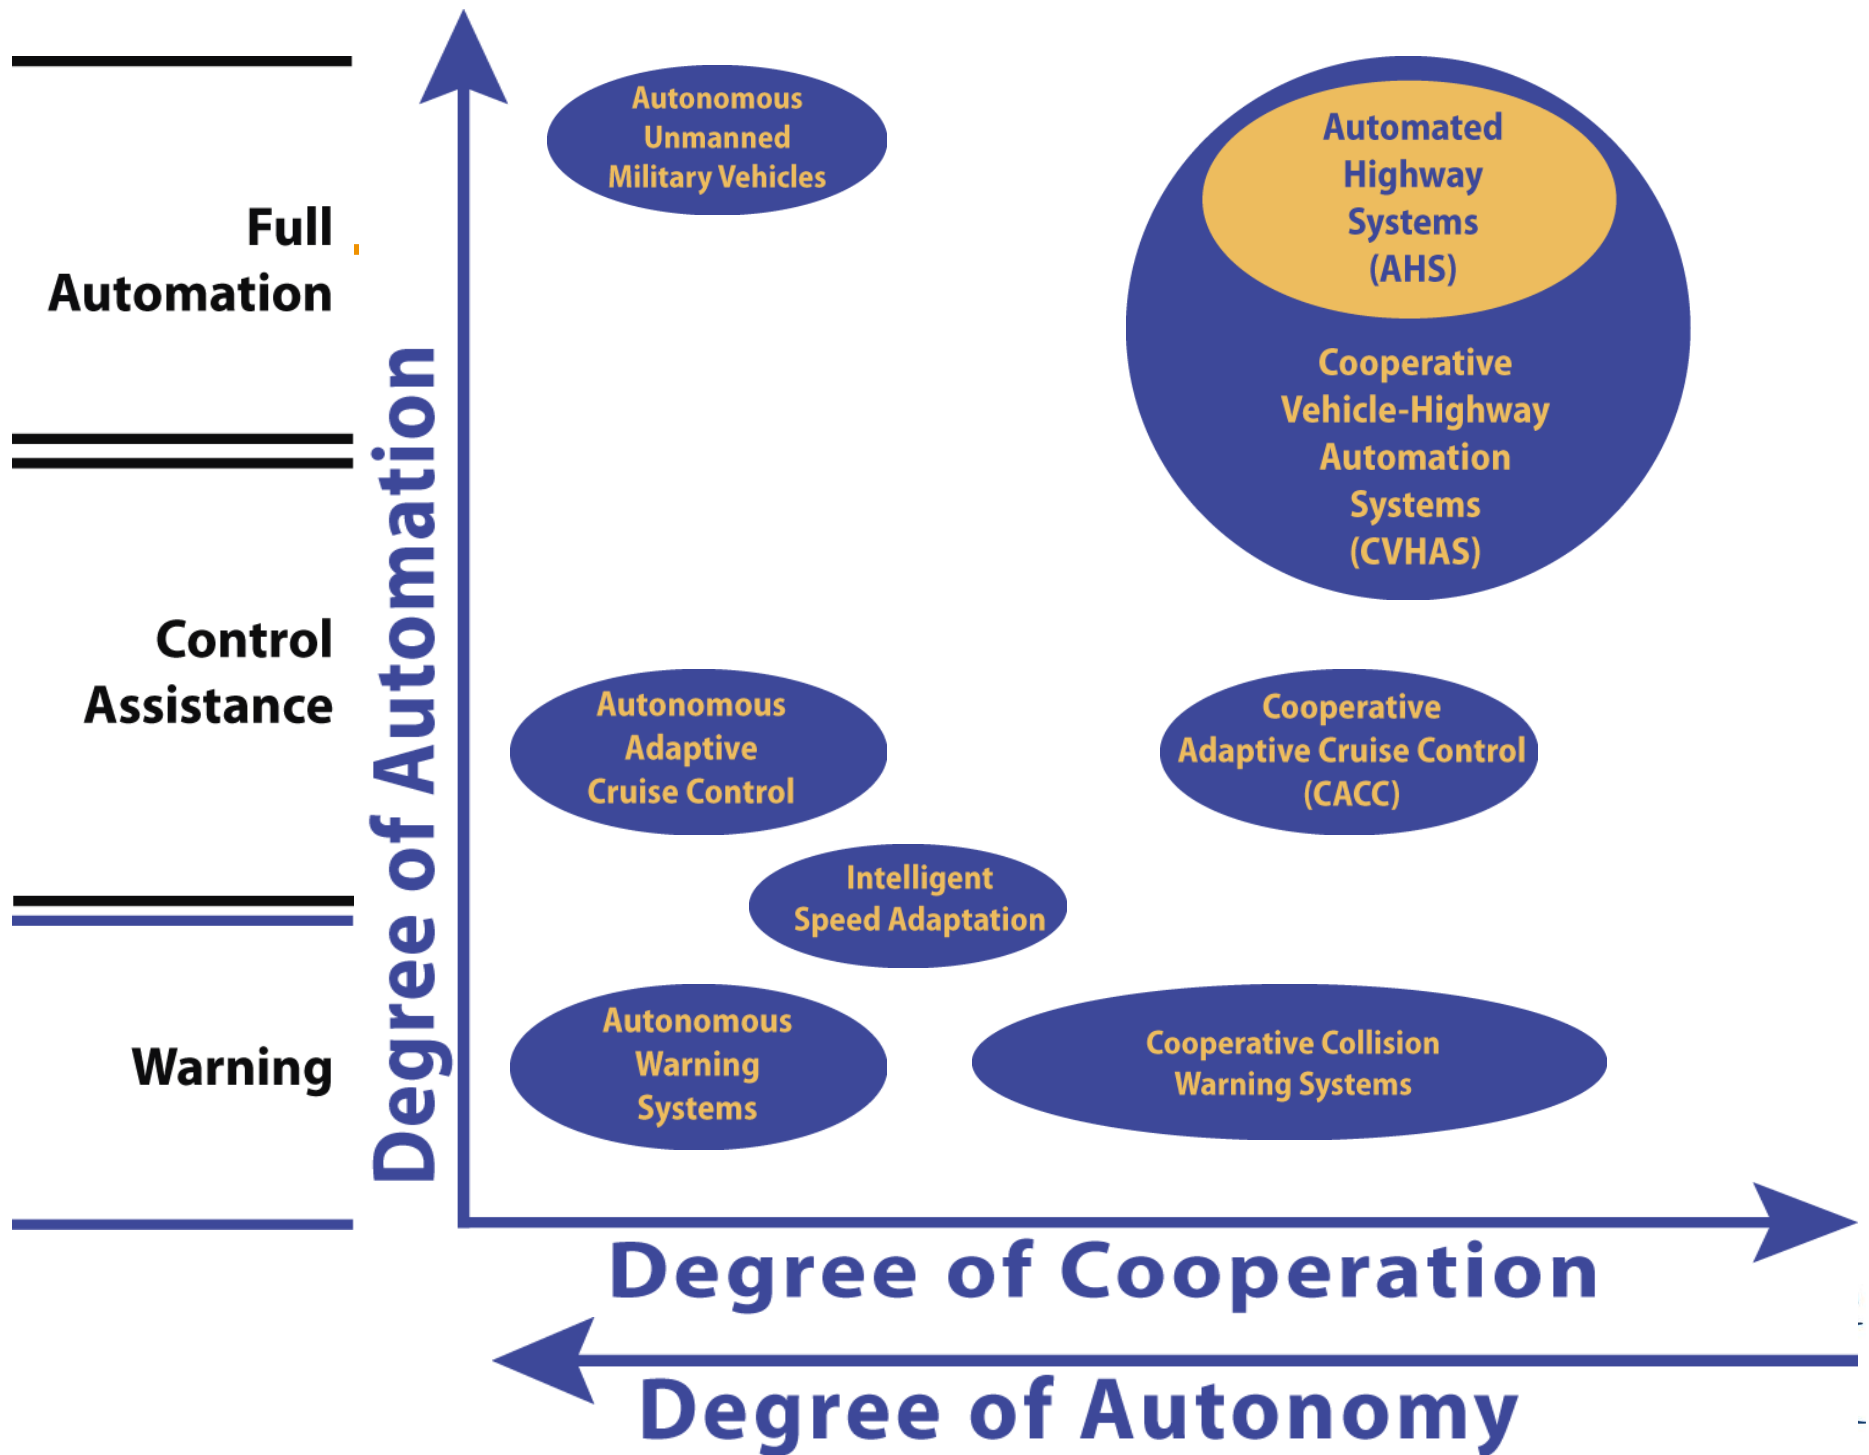 Autonomous
Unmanned
Military Vehicles
Automated
Highway
Systems
(AHS)
Full
Automation
Cooperative
Vehicle-Highway
Automation
Systems
(CVHAS)
Degree of Automation
Control
Assistance
Autonomous
Adaptive
Cruise Control
Cooperative
Adaptive Cruise Control
(CACC)
Intelligent
Speed Adaptation
Warning
Autonomous
Warning
Systems
Cooperative Collision
Warning Systems
Degree of Cooperation
Degree of Autonomy